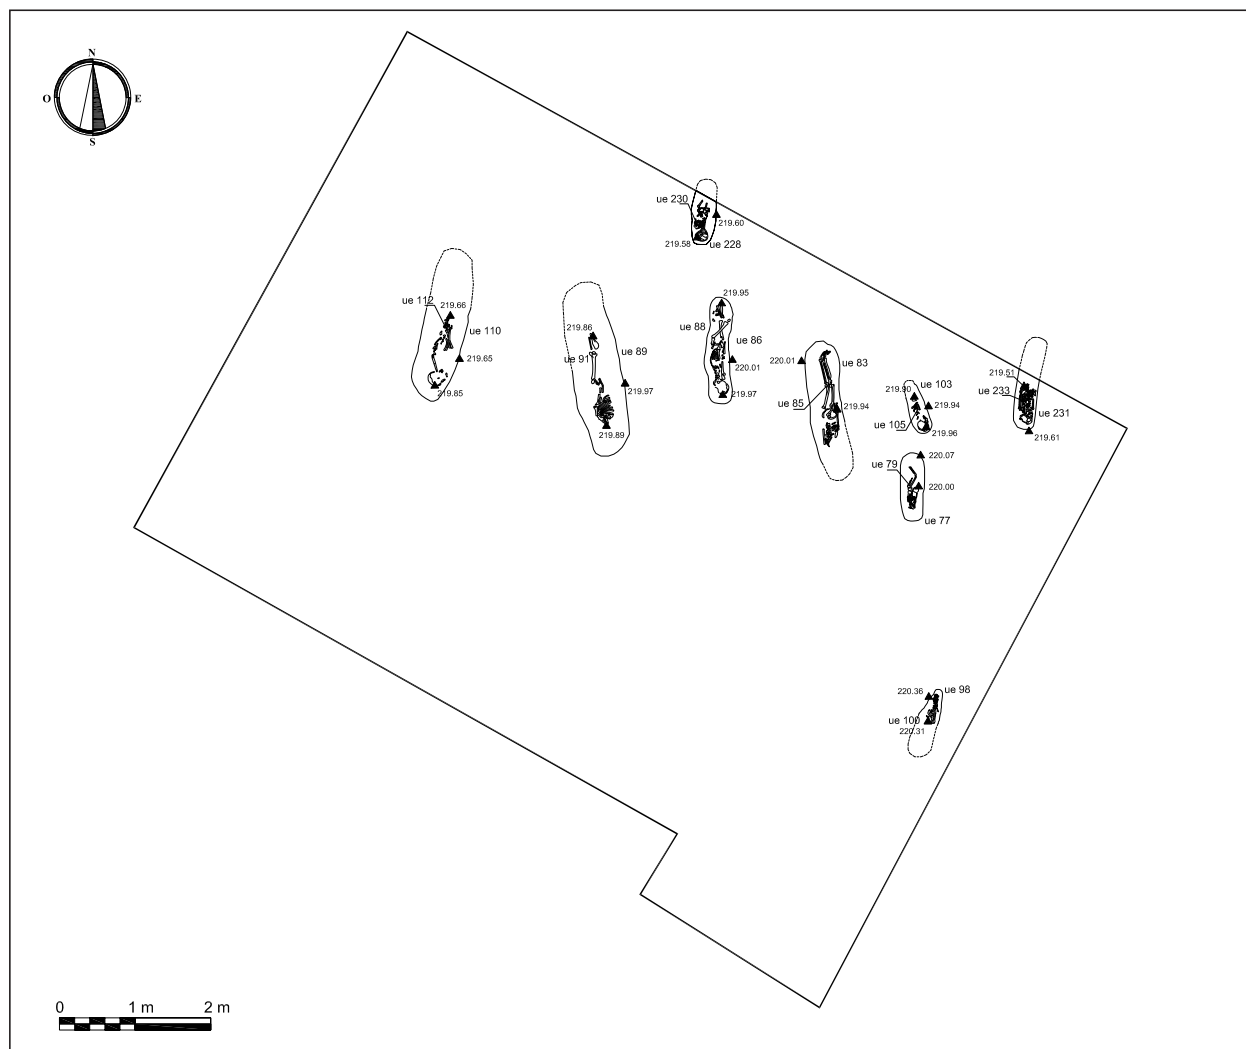 N
O
E
S
ue 230
219.60
219.58
ue 228
ue 112
219.66
ue 110
219.65
219.85
219.86
ue 91
ue 89
219.97
219.89
219.95
ue 88
ue 86
220.01
219.97
220.01
ue 83
ue 85
219.94
219.90
ue 103
219.94
ue 105
219.96
219.51
ue 233
ue 231
219.61
ue 79
220.07
220.00
ue 77
220.36
ue 98
ue 100
220.31
0 1 m 2 m